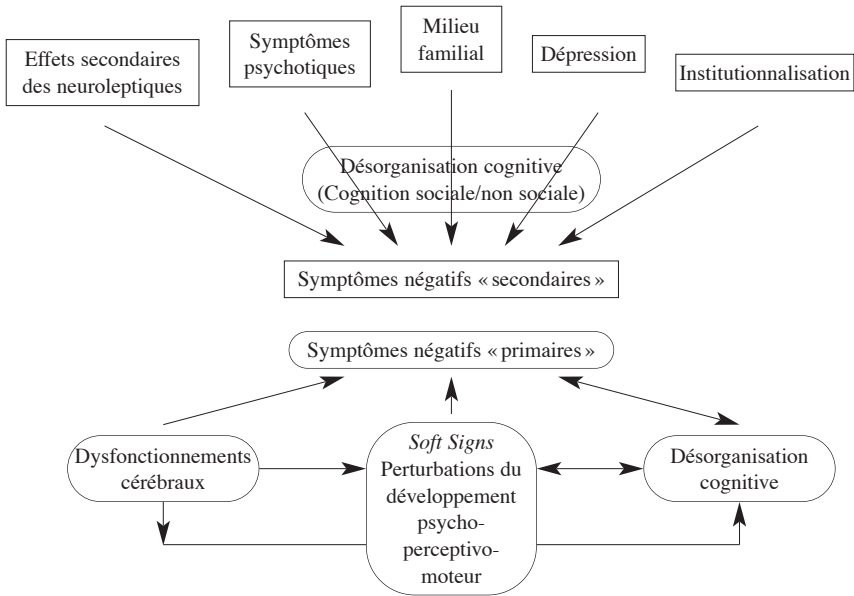 Effets secondaires
des neuroleptiques
Symptômes
psychotiques
Milieu
familial
Dépression
Institutionnalisation
Désorganisation cognitive
(Cognition sociale/non sociale)
Symptômes négatifs « secondaires »
Symptômes négatifs « primaires »
Dysfonctionnements
cérébraux
Soft Signs
Perturbations du
développement
psycho-
perceptivo-
moteur
Désorganisation
cognitive